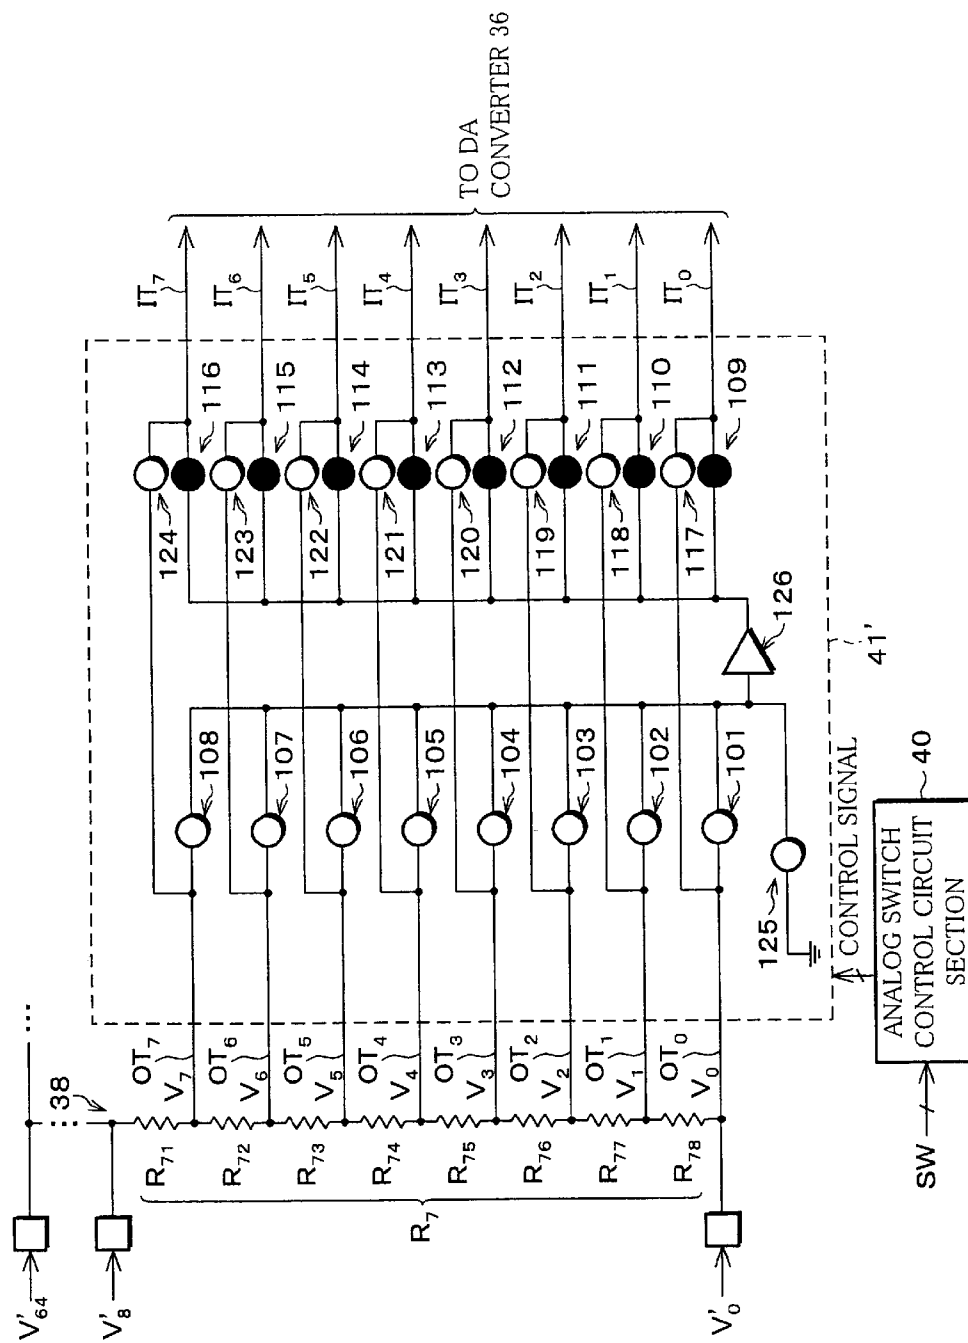 V'64
V'8
V'0
38
...
R71
R72
R73
R74
R75
R76
R77
R78
R7
OT7
V7
OT6
V6
OT5
V5
OT4
V4
OT3
V3
OT2
V2
OT1
V1
OT0
V0
108
107
106
105
104
103
102
101
125
126
124
123
122
121
120
119
118
117
116
115
114
113
112
111
110
109
IT7
IT6
IT5
IT4
IT3
IT2
IT1
IT0
TO DA
CONVERTER 36
41'
CONTROL SIGNAL
40
ANALOG SWITCH
CONTROL CIRCUIT
SECTION
SW